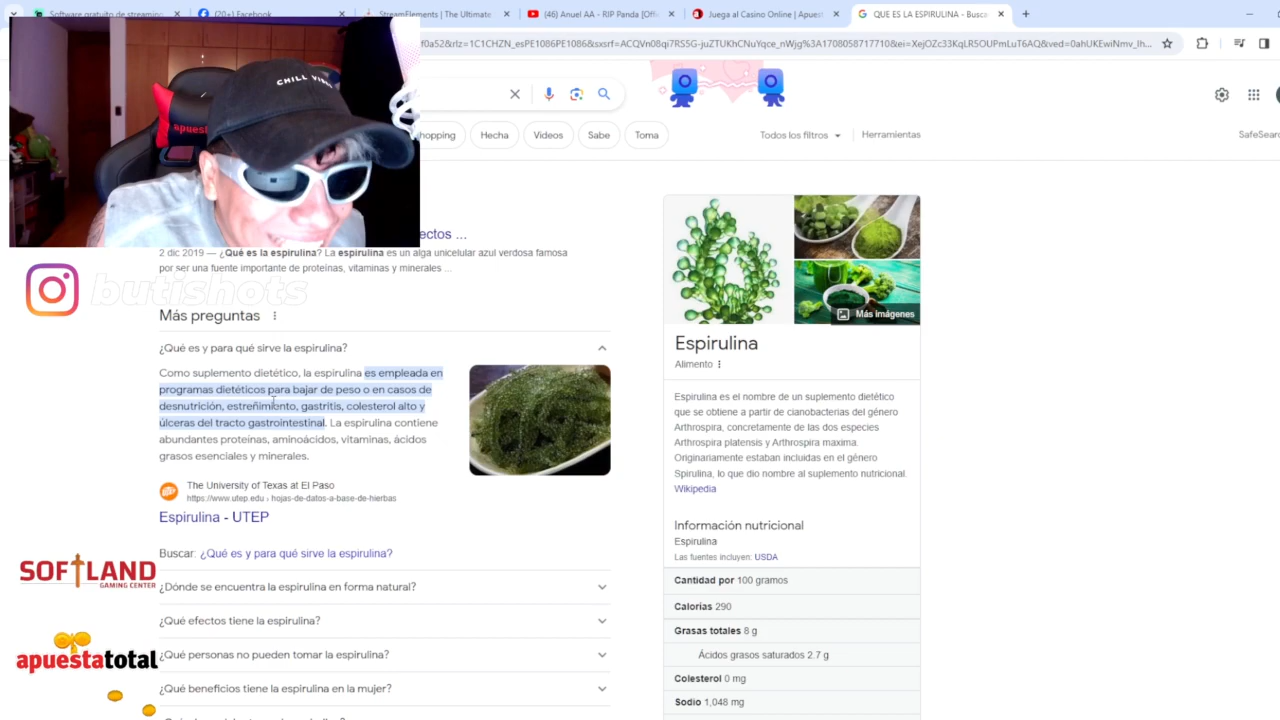 Software gratuito de streaming
(20+) Facebook
StreamElements | The Ultimate
(46) Anuel AA - RIP Panda [Offi
Juega al Casino Online | Apuest
QUE ES LA ESPIRULINA - Busca
CHILL
apuest
hopping
Hecha
Videos
Sabe
Toma
Todos los filtros
Herramientas
SafeSearc
ectos ...
2 dic 2019 — ¿Qué es la espirulina? La espirulina es un alga unicelular azul verdosa famosa
por ser una fuente importante de proteínas, vitaminas y minerales ...
butishots
Más preguntas
¿Qué es y para qué sirve la espirulina?
Como suplemento dietético, la espirulina es empleada en
programas dietéticos para bajar de peso o en casos de
desnutrición, estreñimiento, gastritis, colesterol alto y
úlceras del tracto gastrointestinal. La espirulina contiene
abundantes proteínas, aminoácidos, vitaminas, ácidos
grasos esenciales y minerales.
The University of Texas at El Paso
https://www.utep.edu › hojas-de-datos-a-base-de-hierbas
Espirulina - UTEP
Buscar: ¿Qué es y para qué sirve la espirulina?
¿Dónde se encuentra la espirulina en forma natural?
¿Qué efectos tiene la espirulina?
¿Qué personas no pueden tomar la espirulina?
¿Qué beneficios tiene la espirulina en la mujer?
SOFTLAND
GAMING CENTER
apuestatotal
Más imágenes
Espirulina
Alimento
Espirulina es el nombre de un suplemento dietético
que se obtiene a partir de cianobacterias del género
Arthrospira, concretamente de las dos especies
Arthrospira platensis y Arthrospira maxima.
Originariamente estaban incluidas en el género
Spirulina, lo que dio nombre al suplemento nutricional.
Wikipedia
Información nutricional
Espirulina
Las fuentes incluyen: USDA
Cantidad por 100 gramos
Calorías 290
Grasas totales 8 g
Ácidos grasos saturados 2.7 g
Colesterol 0 mg
Sodio 1,048 mg